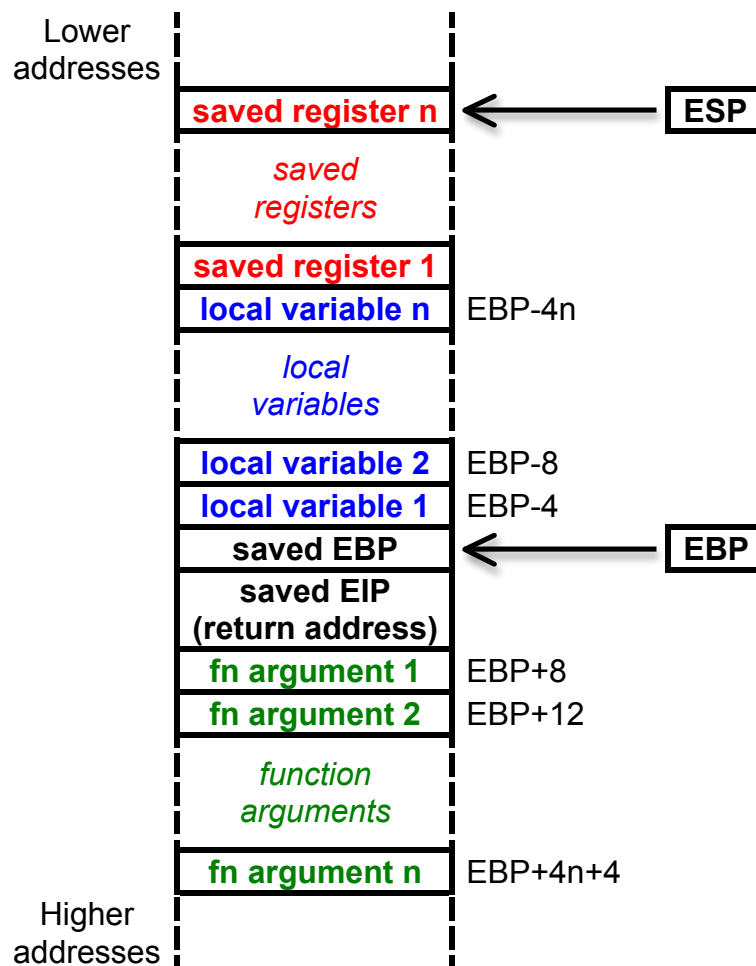 Lower
addresses
saved register n
ESP
saved
registers
saved register 1
local variable n
EBP-4n
local
variables
local variable 2
EBP-8
local variable 1
EBP-4
saved EBP
EBP
saved EIP
(return address)
fn argument 1
EBP+8
fn argument 2
EBP+12
function
arguments
fn argument n
EBP+4n+4
Higher
addresses